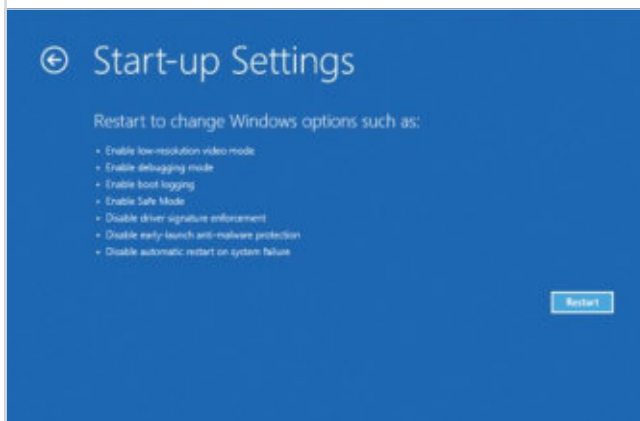 Start-up Settings
Restart to change Windows options such as:
• Enable low-resolution video mode
• Enable debugging mode
• Enable boot logging
• Enable Safe Mode
• Disable driver signature enforcement
• Disable early-launch anti-malware protection
• Disable automatic restart on system failure
Restart